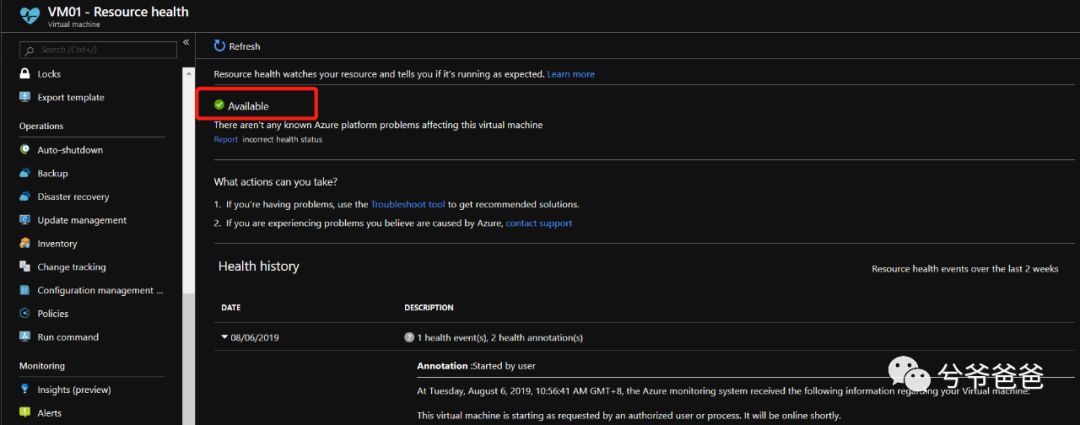 VM01 - Resource health
Virtual machine
Search (Ctrl+/)
«
Locks
Export template
Operations
Auto-shutdown
Backup
Disaster recovery
Update management
Inventory
Change tracking
Configuration management ...
Policies
Run command
Monitoring
Insights (preview)
Alerts
Refresh
Resource health watches your resource and tells you if it's running as expected. Learn more
Available
There aren't any known Azure platform problems affecting this virtual machine
Report incorrect health status
What actions can you take?
1. If you're having problems, use the Troubleshoot tool to get recommended solutions.
2. If you are experiencing problems you believe are caused by Azure, contact support
Health history
Resource health events over the last 2 weeks
DATE DESCRIPTION
08/06/2019 1 health event(s), 2 health annotation(s)
Annotation :Started by user
At Tuesday, August 6, 2019, 10:56:41 AM GMT+8, the Azure monitoring system received the following information regarding your Virtual machine:
This virtual machine is starting as requested by an authorized user or process. It will be online shortly.
兮爷爸爸